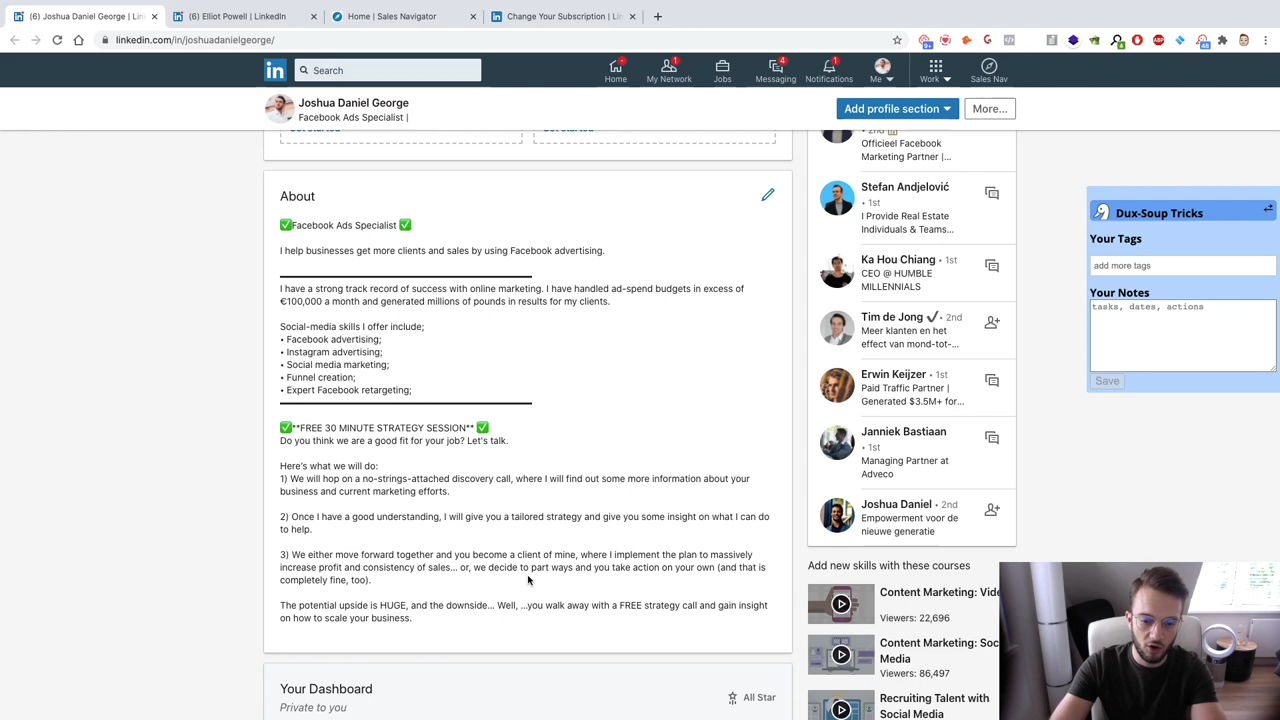 (6) Joshua Daniel George | Lin
(6) Elliot Powell | LinkedIn
Home | Sales Navigator
Change Your Subscription | Lin
linkedin.com/in/joshuadanielgeorge/
Search
Home
My Network
Jobs
Messaging
Notifications
Me
Work
Sales Nav
Joshua Daniel George
Facebook Ads Specialist |
Add profile section
More...
About
✅Facebook Ads Specialist ✅
I help businesses get more clients and sales by using Facebook advertising.
I have a strong track record of success with online marketing. I have handled ad-spend budgets in excess of
€100,000 a month and generated millions of pounds in results for my clients.
Social-media skills I offer include;
• Facebook advertising;
• Instagram advertising;
• Social media marketing;
• Funnel creation;
• Expert Facebook retargeting;
✅**FREE 30 MINUTE STRATEGY SESSION** ✅
Do you think we are a good fit for your job? Let's talk.
Here's what we will do:
1) We will hop on a no-strings-attached discovery call, where I will find out some more information about your
business and current marketing efforts.
2) Once I have a good understanding, I will give you a tailored strategy and give you some insight on what I can do
to help.
3) We either move forward together and you become a client of mine, where I implement the plan to massively
increase profit and consistency of sales... or, we decide to part ways and you take action on your own (and that is
completely fine, too).
The potential upside is HUGE, and the downside... Well, ...you walk away with a FREE strategy call and gain insight
on how to scale your business.
Your Dashboard
Private to you
All Star
• 2nd
Officieel Facebook
Marketing Partner |...
Stefan Andjelović
• 1st
I Provide Real Estate
Individuals & Teams...
Ka Hou Chiang • 1st
CEO @ HUMBLE
MILLENNIALS
Tim de Jong ✔• 2nd
Meer klanten en het
effect van mond-tot-...
Erwin Keijzer • 1st
Paid Traffic Partner |
Generated $3.5M+ for...
Janniek Bastiaan
• 1st
Managing Partner at
Adveco
Joshua Daniel • 2nd
Empowerment voor de
nieuwe generatie
Add new skills with these courses
Content Marketing: Vide
Viewers: 22,696
Content Marketing: Soc
Media
Viewers: 86,497
Recruiting Talent with
Social Media
Dux-Soup Tricks
Your Tags
add more tags
Your Notes
tasks, dates, actions
Save